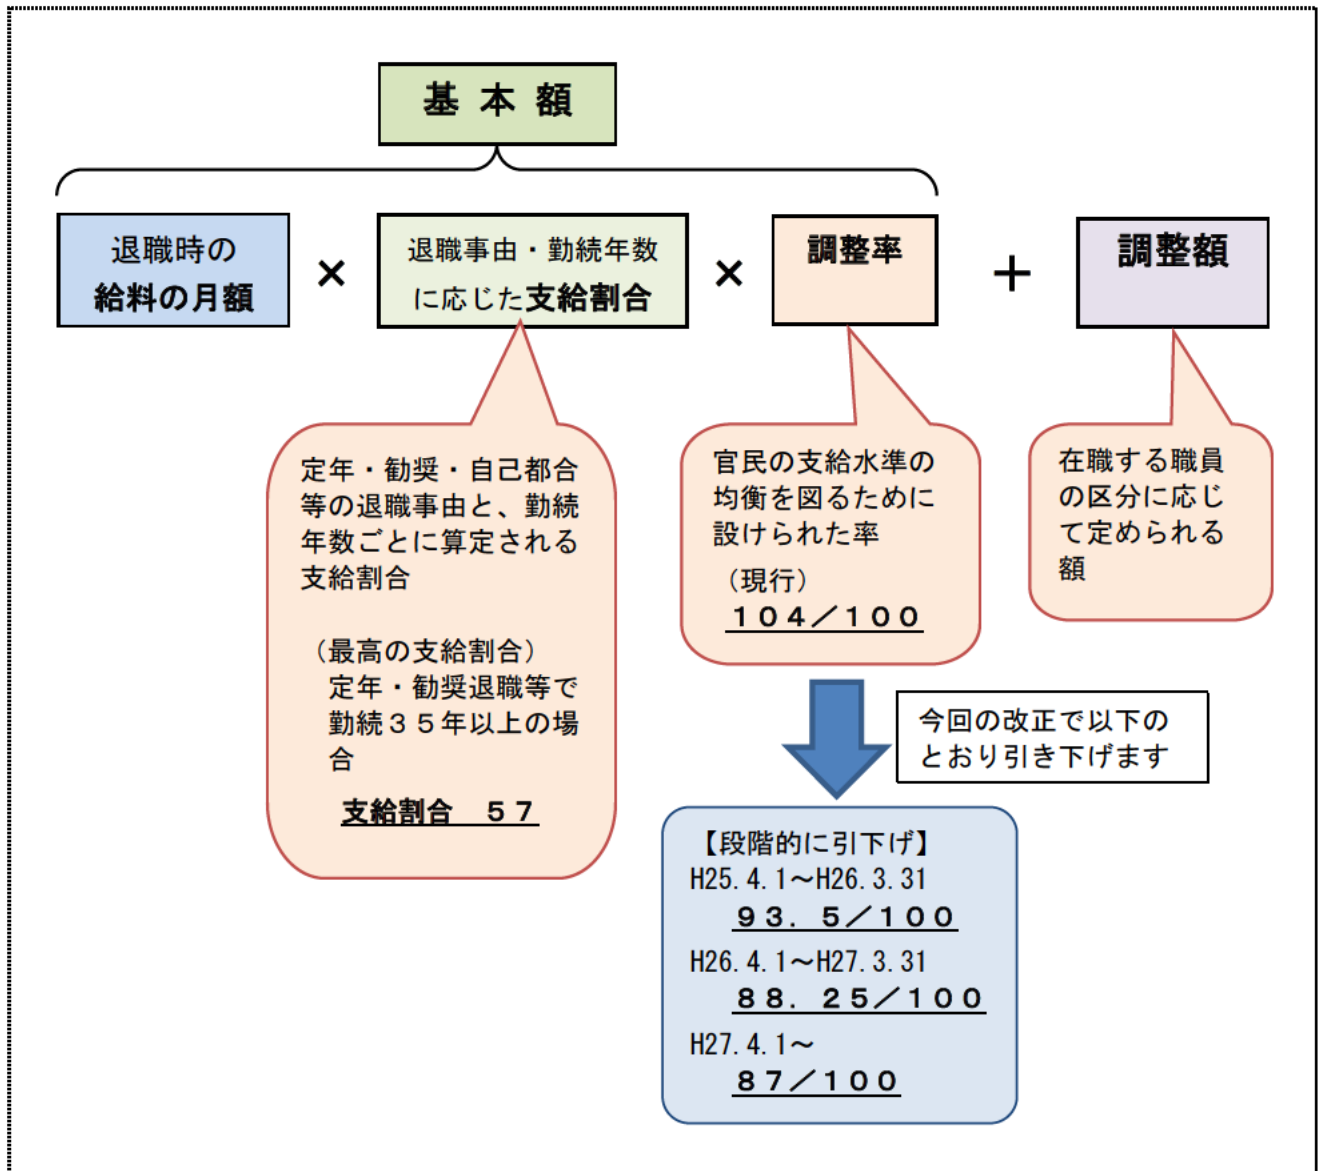 基 本 額
退職時の
給料の月額
×
退職事由・勤続年数
に応じた支給割合
×
調整率
＋
調整額
定年・勧奨・自己都合
等の退職事由と、勤続
年数ごとに算定される
支給割合
（最高の支給割合）
定年・勧奨退職等で
勤続３５年以上の場
合
支給割合　５７
官民の支給水準の
均衡を図るために
設けられた率
（現行）
１０４／１００
在職する職員
の区分に応じ
て定められる
額
今回の改正で以下の
とおり引き下げます
【段階的に引下げ】
H25.4.1～H26.3.31
９３．５／１００
H26.4.1～H27.3.31
８８．２５／１００
H27.4.1～
８７／１００